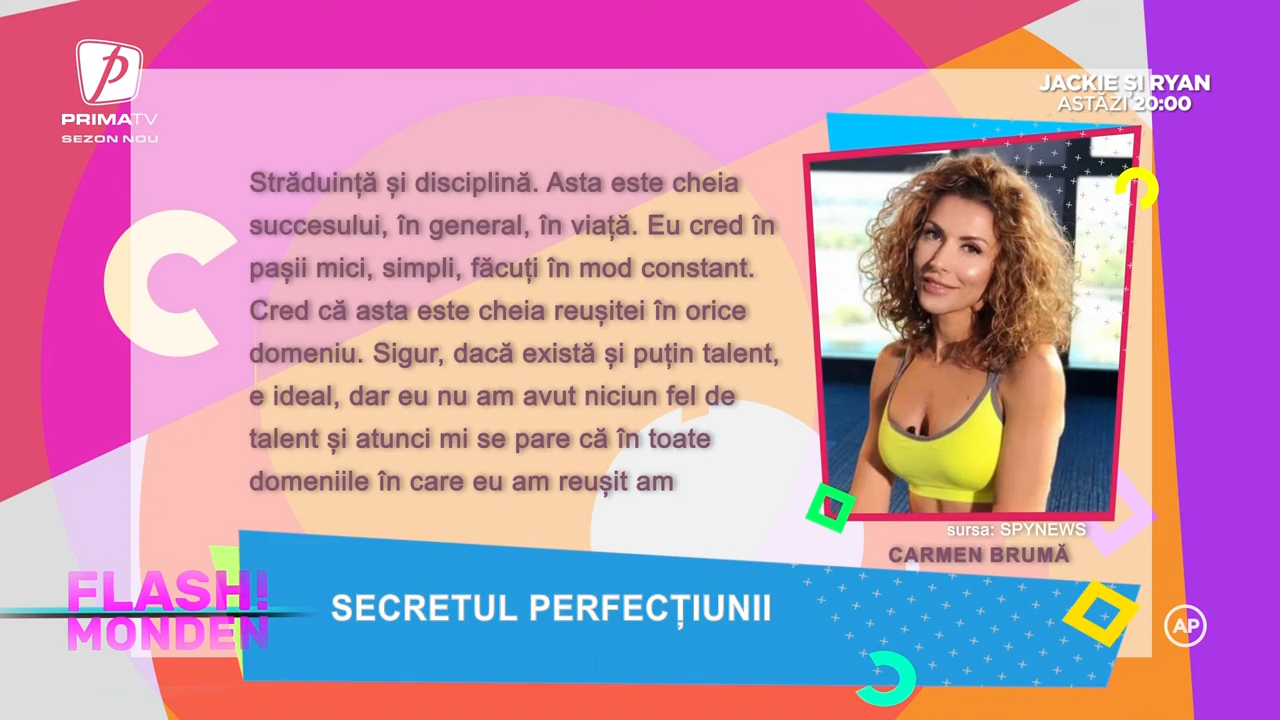 PRIMATV
SEZON NOU
JACKIE ȘI RYAN
ASTĂZI 20:00
Străduință și disciplină. Asta este cheia
succesului, în general, în viață. Eu cred în
pașii mici, simpli, făcuți în mod constant.
Cred că asta este cheia reușitei în orice
domeniu. Sigur, dacă există și puțin talent,
e ideal, dar eu nu am avut niciun fel de
talent și atunci mi se pare că în toate
domeniile în care eu am reușit am
sursa: SPYNEWS
CARMEN BRUMĂ
FLASH!
MONDEN
SECRETUL PERFECȚIUNII
AP